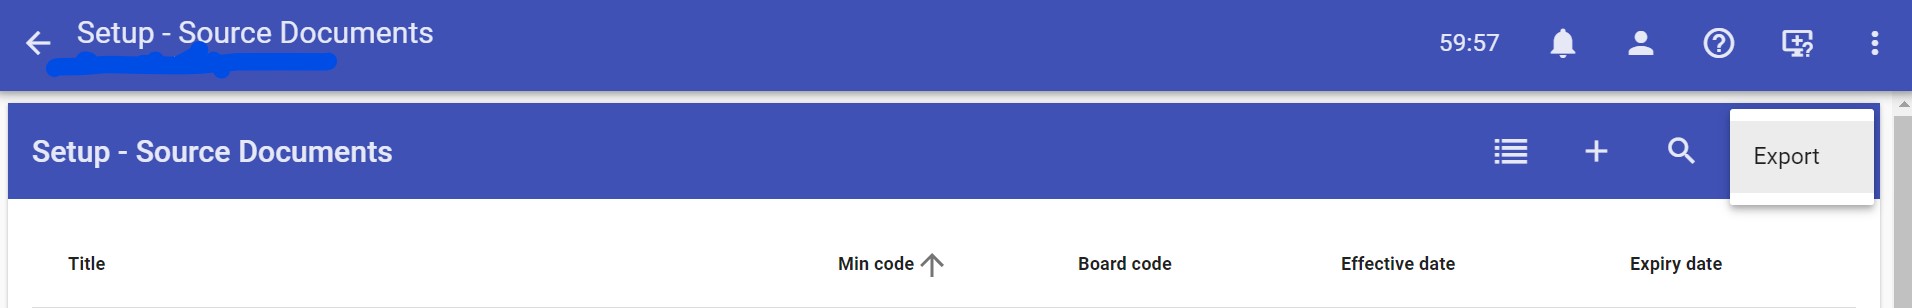 Setup - Source Documents
59:57
Setup - Source Documents
Export
Title Min code Board code Effective date Expiry date